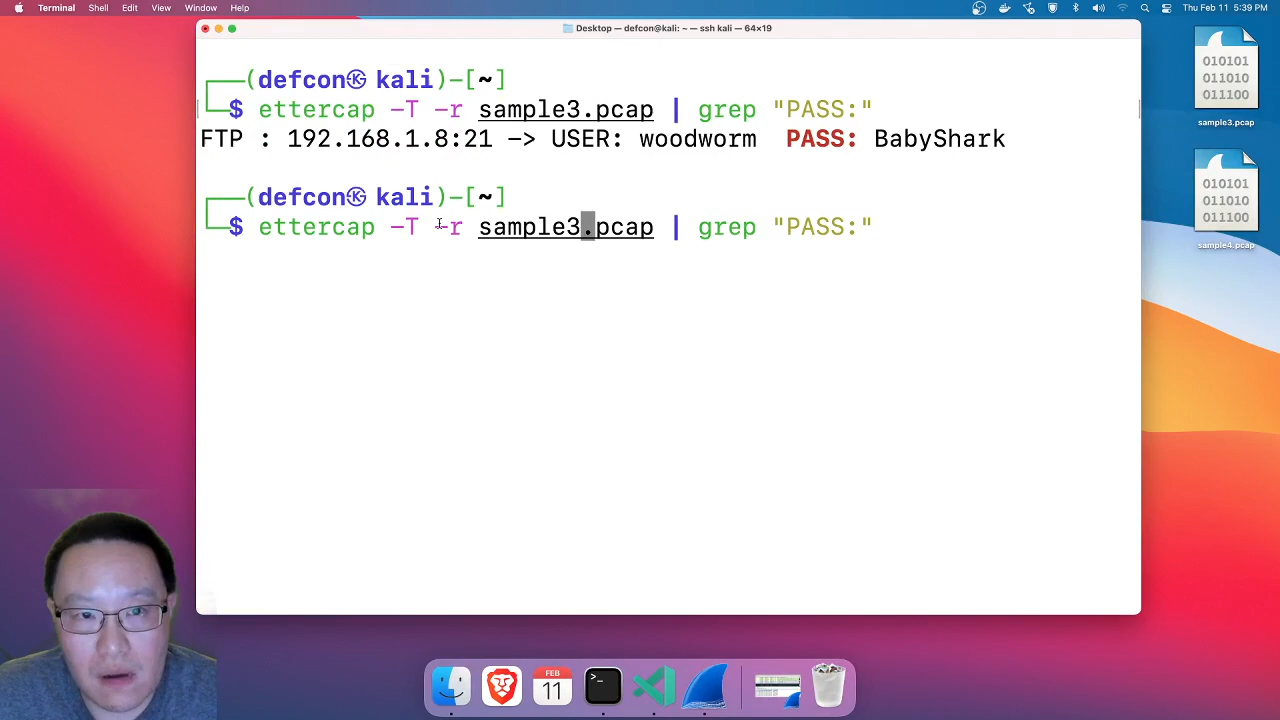 Terminal Shell Edit View Window Help Thu Feb 11 5:39 PM
Desktop — defcon@kali: ~ — ssh kali — 64×19
(defcon㉿ kali)-[~]
$ ettercap -T -r sample3.pcap | grep "PASS:"
FTP : 192.168.1.8:21 -> USER: woodworm PASS: BabyShark
(defcon㉿ kali)-[~]
$ ettercap -T -r sample3.pcap | grep "PASS:"
010101
011010
011100
sample3.pcap
010101
011010
011100
sample4.pcap
FEB
11
>_